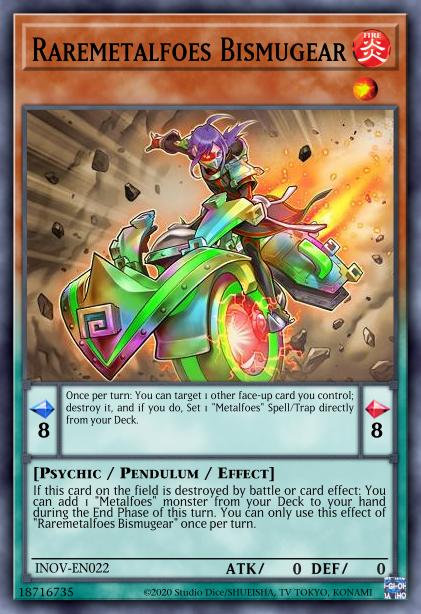 Raremetalfoes Bismugear
FIRE
炎
Once per turn: You can target 1 other face-up card you control;
destroy it, and if you do, Set 1 "Metalfoes" Spell/Trap directly
from your Deck.
8
8
[Psychic / Pendulum / Effect]
If this card on the field is destroyed by battle or card effect: You
can add 1 "Metalfoes" monster from your Deck to your hand
during the End Phase of this turn. You can only use this effect of
"Raremetalfoes Bismugear" once per turn.
INOV-EN022
ATK/ 0 DEF/ 0
18716735
©2020 Studio Dice/SHUEISHA, TV TOKYO, KONAMI